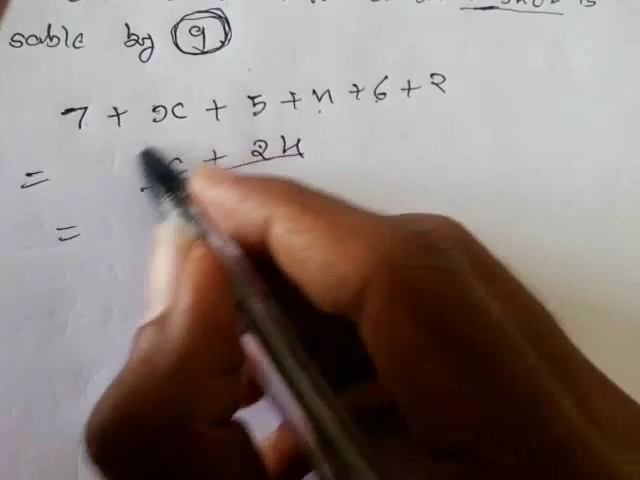 sable by 9
7 + x + 5 + 4 + 6 + 2
= x + 24
=